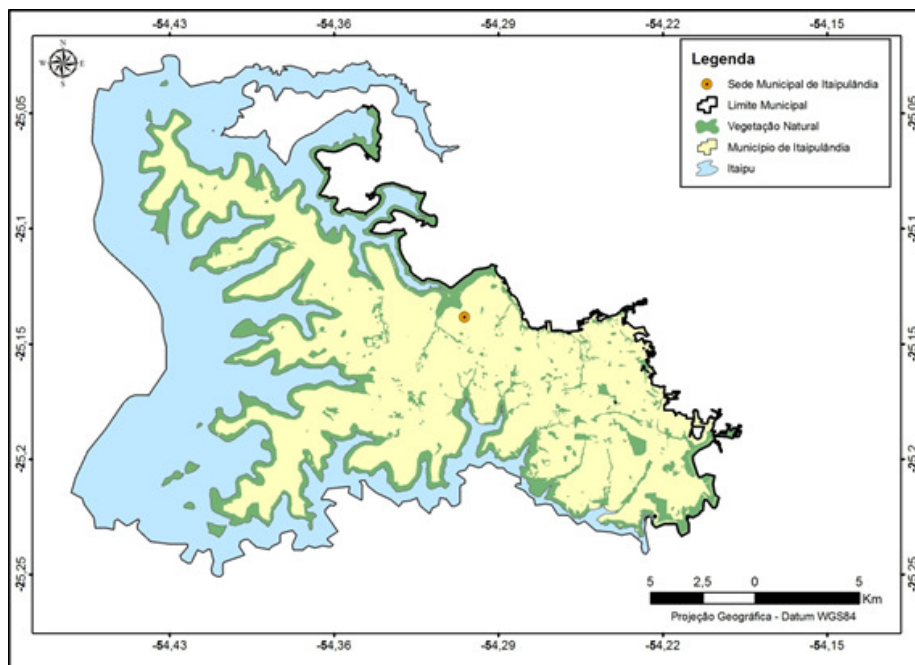 -54,43 -54,36 -54,29 -54,22 -54,15
N
W E
S
Legenda
Sede Municipal de Itaipulândia
Limite Municipal
Vegetação Natural
Município de Itaipulândia
Itaipu
-25,05 -25,05
-25,1 -25,1
-25,15 -25,15
-25,2 -25,2
-25,25 -25,25
5 2,5 0 5
Km
Projeção Geográfica - Datum WGS84
-54,43 -54,36 -54,29 -54,22 -54,15